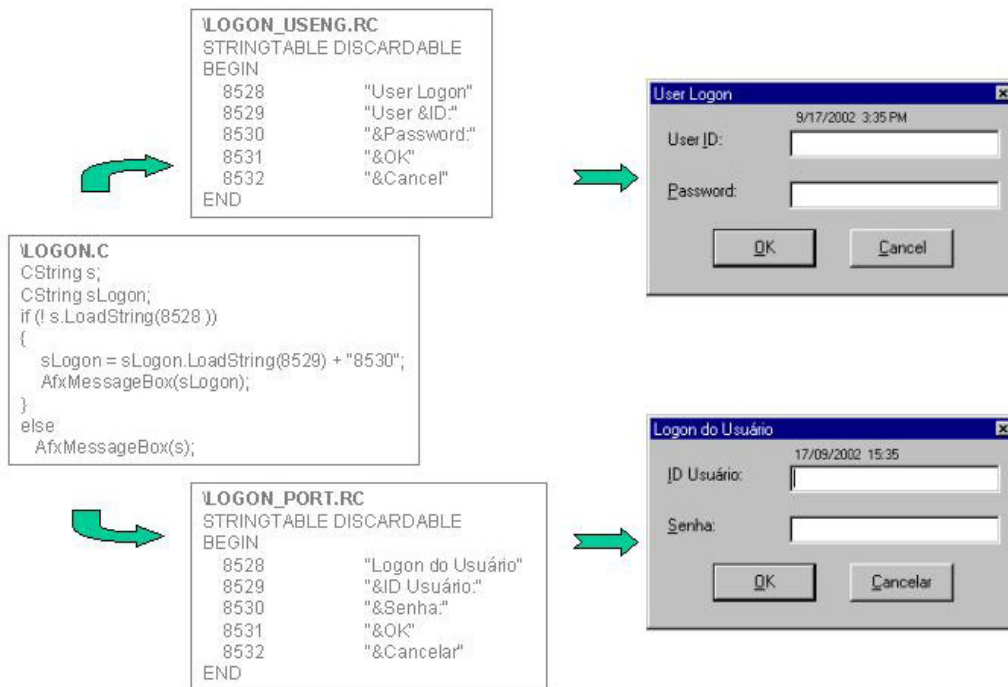 \LOGON_USENG.RC
STRINGTABLE DISCARDABLE
BEGIN
8528 "User Logon"
8529 "User &ID:"
8530 "&Password:"
8531 "&OK"
8532 "&Cancel"
END
User Logon
9/17/2002 3:35 PM
User ID:
Password:
OK Cancel
\LOGON.C
CString s;
CString sLogon;
if (! s.LoadString(8528 ))
{
sLogon = sLogon.LoadString(8529) + "8530";
AfxMessageBox(sLogon);
}
else
AfxMessageBox(s);
\LOGON_PORT.RC
STRINGTABLE DISCARDABLE
BEGIN
8528 "Logon do Usuário"
8529 "&ID Usuário:"
8530 "&Senha:"
8531 "&OK"
8532 "&Cancelar"
END
Logon do Usuário
17/09/2002 15:35
ID Usuário:
Senha:
OK Cancelar